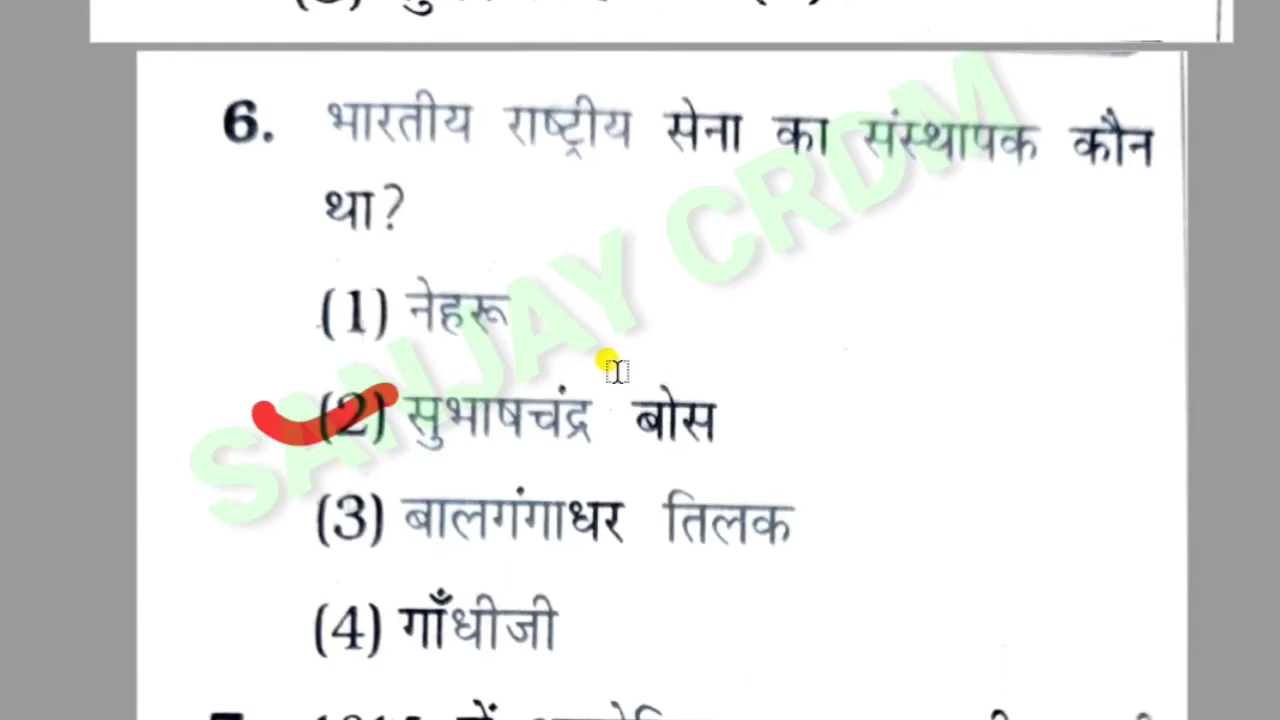 6. भारतीय राष्ट्रीय सेना का संस्थापक कौन
था?
(1) नेहरू
(2) सुभाषचंद्र बोस
(3) बालगंगाधर तिलक
(4) गाँधीजी
SANJAY CRDM